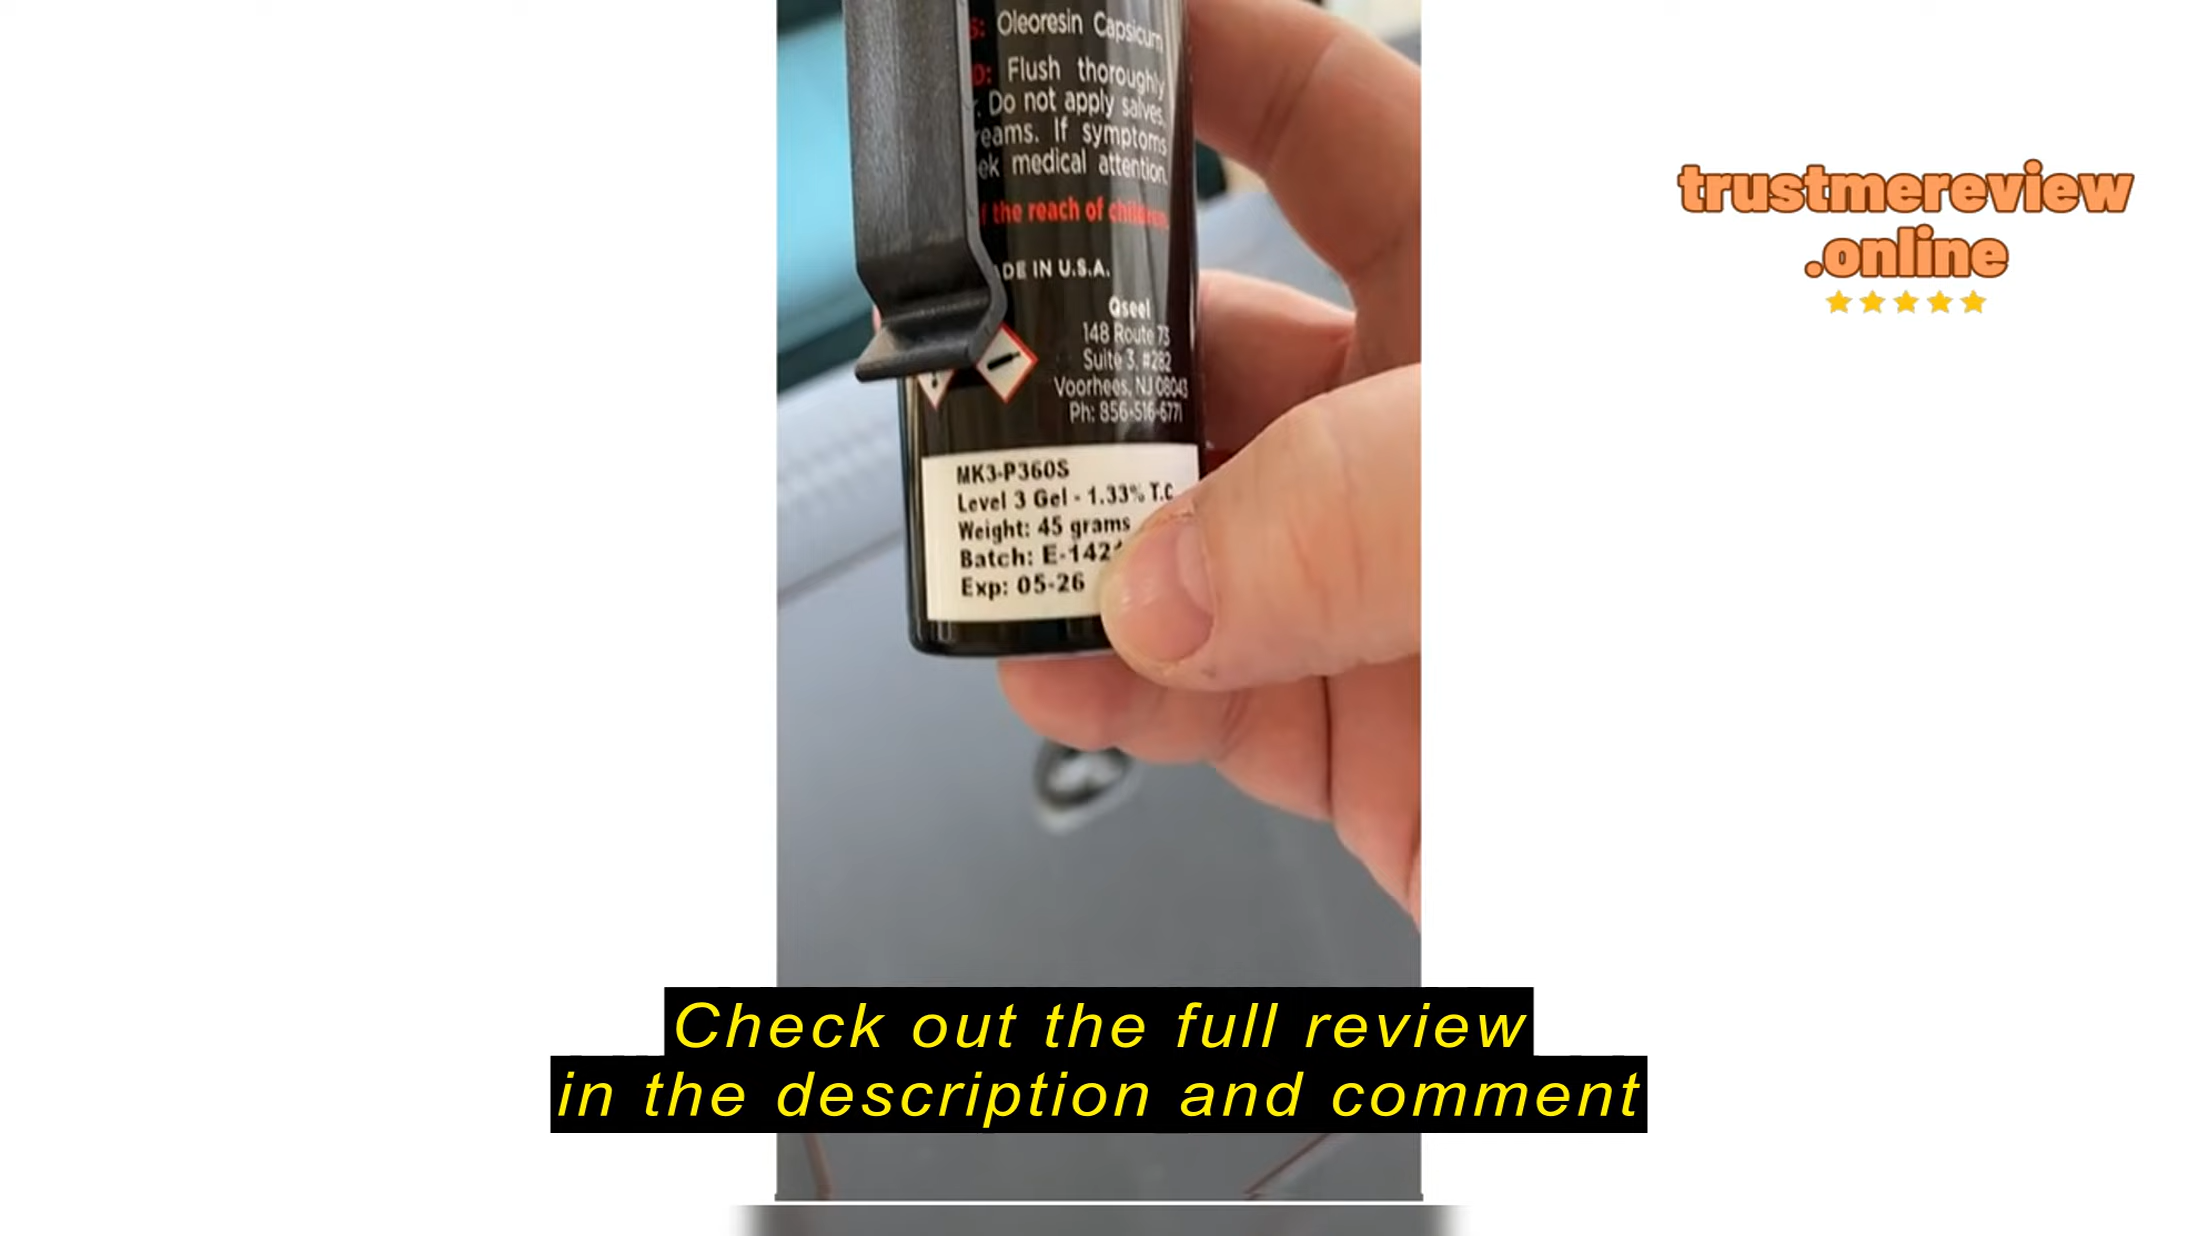 Oleoresin Capsicum
Flush thoroughly
Do not apply salves,
If symptoms
medical attention.
the reach of children.
IN U.S.A.
Qseel
148 Route 73
Suite 3, #282
Voorhees, NJ 08043
Ph: 856-516-6771
MK3-P360S
Level 3 Gel - 1.33% T.C
Weight: 45 grams
Batch: E-142
Exp: 05-26
trustmereview
.online
Check out the full review
in the description and comment